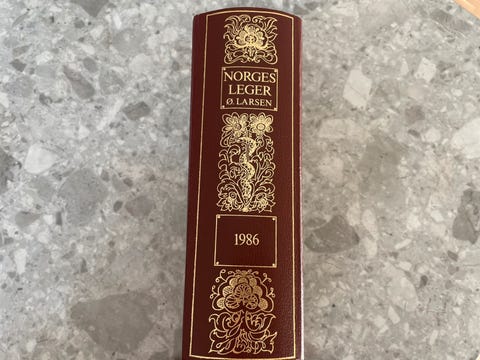 NORGES
LEGER
Ø. LARSEN
1986